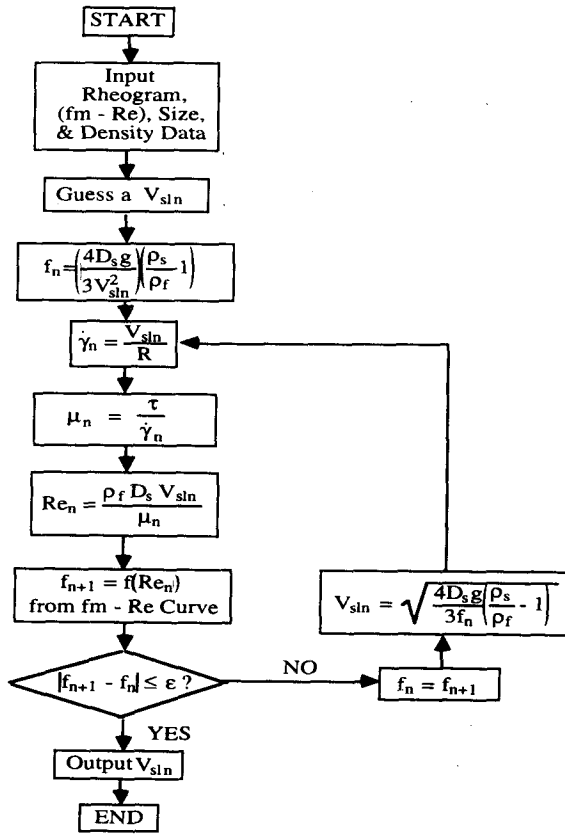 START
Input
Rheogram,
(fm - Re), Size,
& Density Data
Guess a V_sln
f_n=(4D_s g / 3V²_sln)(ρ_s / ρ_f - 1)
γ̇_n = V_sln / R
μ_n = τ / γ̇_n
Re_n = ρ_f D_s V_sln / μ_n
f_n+1 = f(Re_n)
from fm - Re Curve
|f_n+1 - f_n| ≤ ε ?
NO
f_n = f_n+1
V_sln = √(4D_s g / 3f_n (ρ_s / ρ_f - 1))
YES
Output V_sln
END